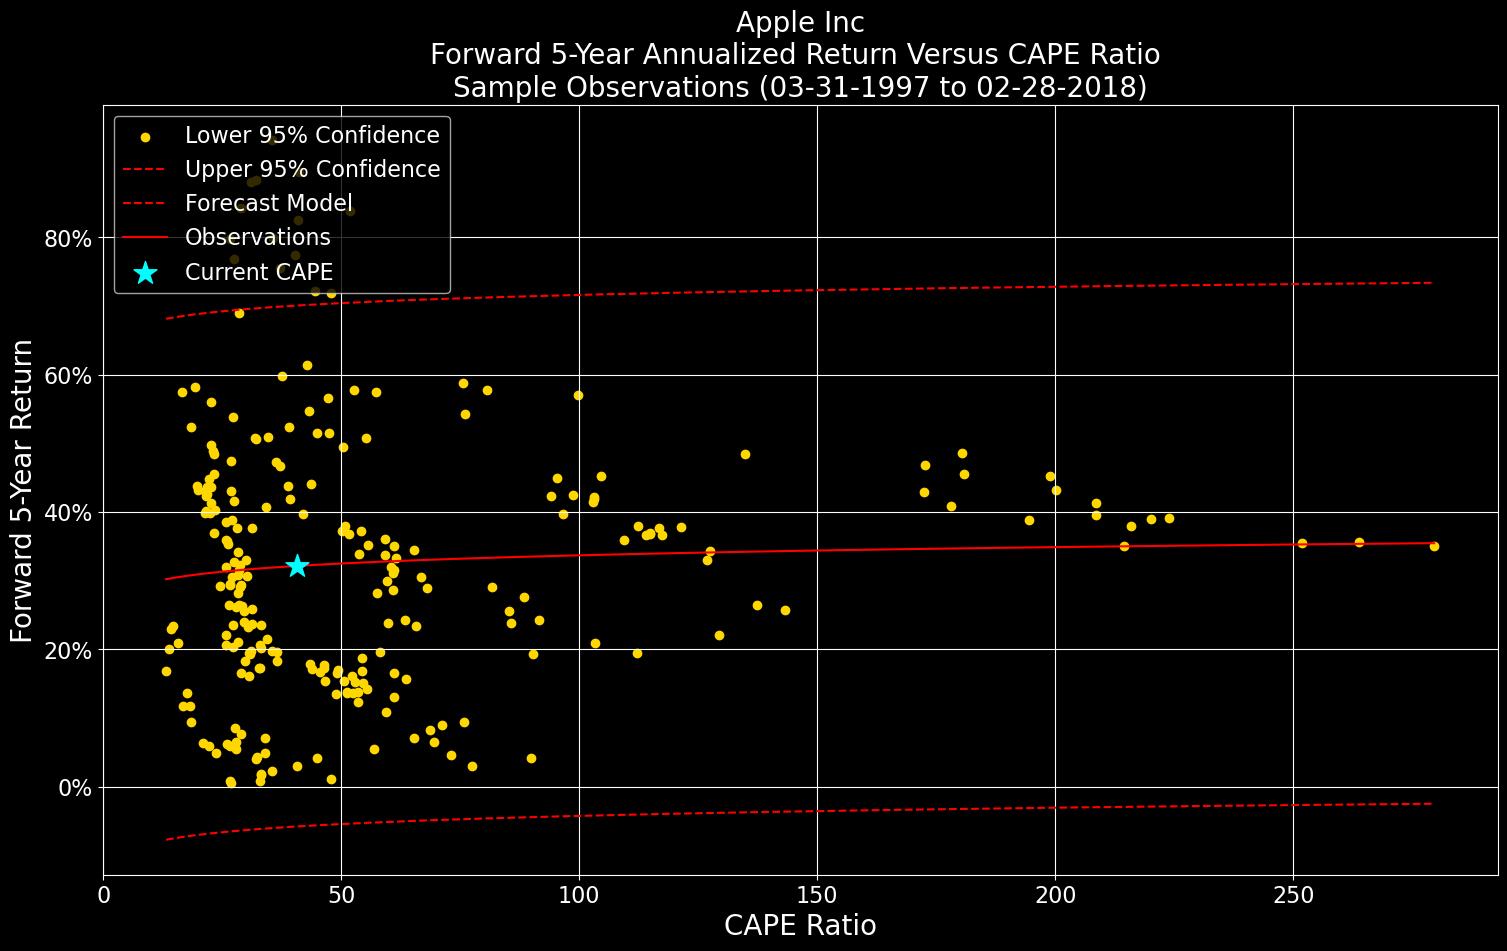 Apple Inc
Forward 5-Year Annualized Return Versus CAPE Ratio
Sample Observations (03-31-1997 to 02-28-2018)
Lower 95% Confidence
Upper 95% Confidence
Forecast Model
Observations
Current CAPE
Forward 5-Year Return
80%
60%
40%
20%
0%
0 50 100 150 200 250
CAPE Ratio